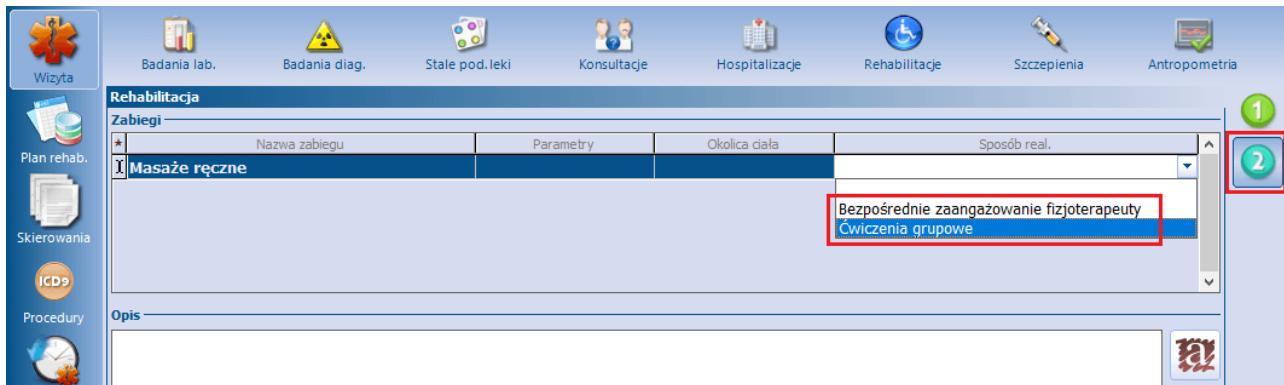 Wizyta
Badania lab.
Badania diag.
Stałe pod. leki
Konsultacje
Hospitalizacje
Rehabilitacje
Szczepienia
Antropometria
Plan rehab.
Skierowania
ICD9
Procedury
Rehabilitacja
Zabiegi
* Nazwa zabiegu Parametry Okolica ciała Sposób real.
Masaże ręczne
Bezpośrednie zaangażowanie fizjoterapeuty
Ćwiczenia grupowe
Opis
1
2